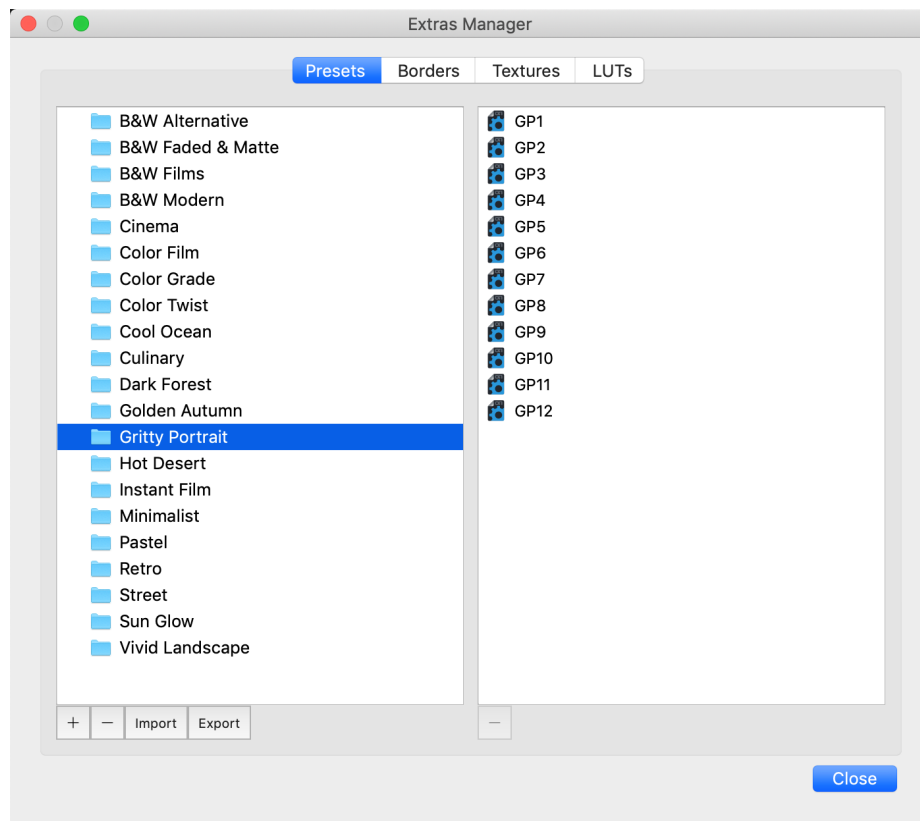 Extras Manager
Presets Borders Textures LUTs
B&W Alternative
B&W Faded & Matte
B&W Films
B&W Modern
Cinema
Color Film
Color Grade
Color Twist
Cool Ocean
Culinary
Dark Forest
Golden Autumn
Gritty Portrait
Hot Desert
Instant Film
Minimalist
Pastel
Retro
Street
Sun Glow
Vivid Landscape
GP1
GP2
GP3
GP4
GP5
GP6
GP7
GP8
GP9
GP10
GP11
GP12
+ − Import Export
−
Close